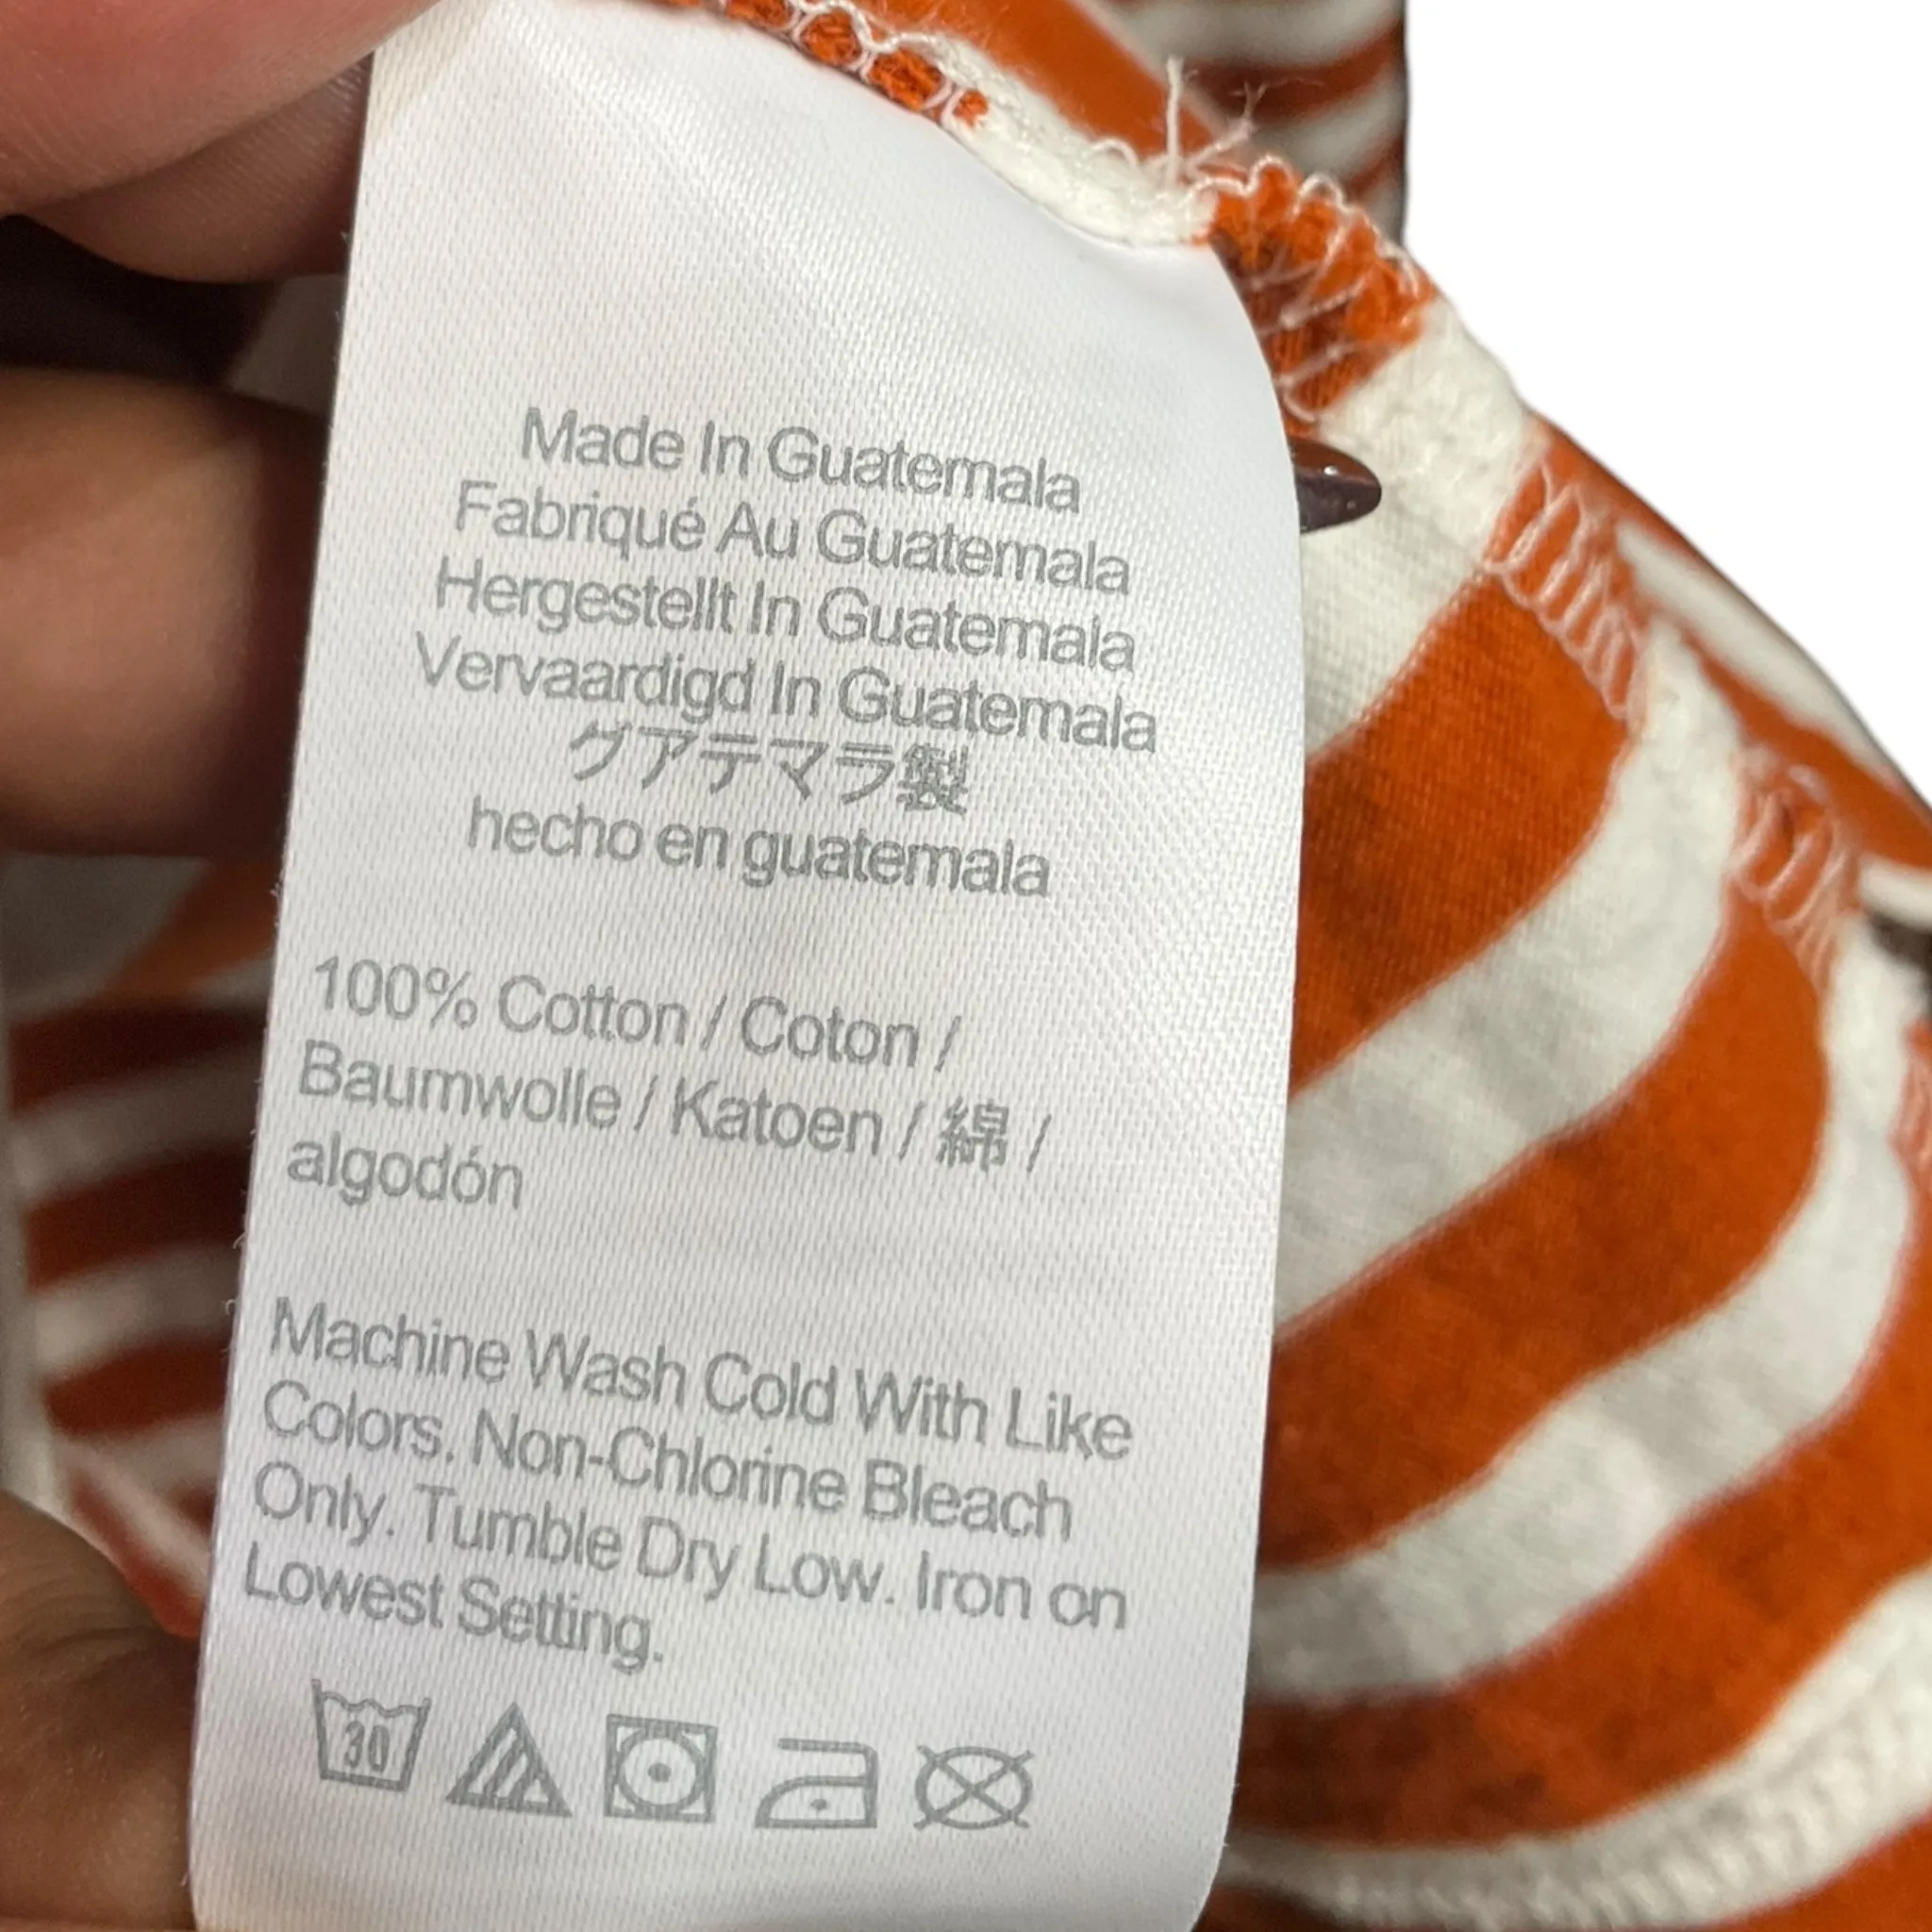 Made In Guatemala
Fabriqué Au Guatemala
Hergestellt In Guatemala
Vervaardigd In Guatemala
グアテマラ製
hecho en guatemala
100% Cotton / Coton /
Baumwolle / Katoen / 綿 /
algodón
Machine Wash Cold With Like
Colors. Non-Chlorine Bleach
Only. Tumble Dry Low. Iron on
Lowest Setting.
30